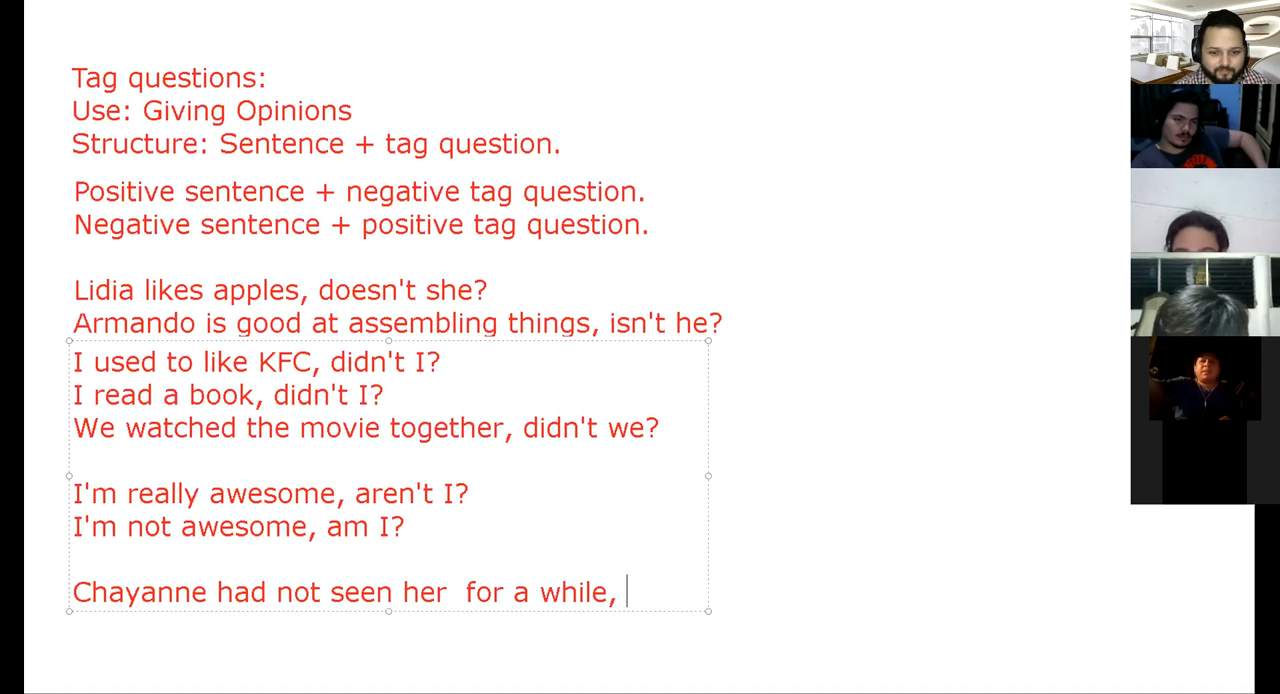 Tag questions:
Use: Giving Opinions
Structure: Sentence + tag question.
Positive sentence + negative tag question.
Negative sentence + positive tag question.
Lidia likes apples, doesn't she?
Armando is good at assembling things, isn't he?
I used to like KFC, didn't I?
I read a book, didn't I?
We watched the movie together, didn't we?
I'm really awesome, aren't I?
I'm not awesome, am I?
Chayanne had not seen her  for a while,